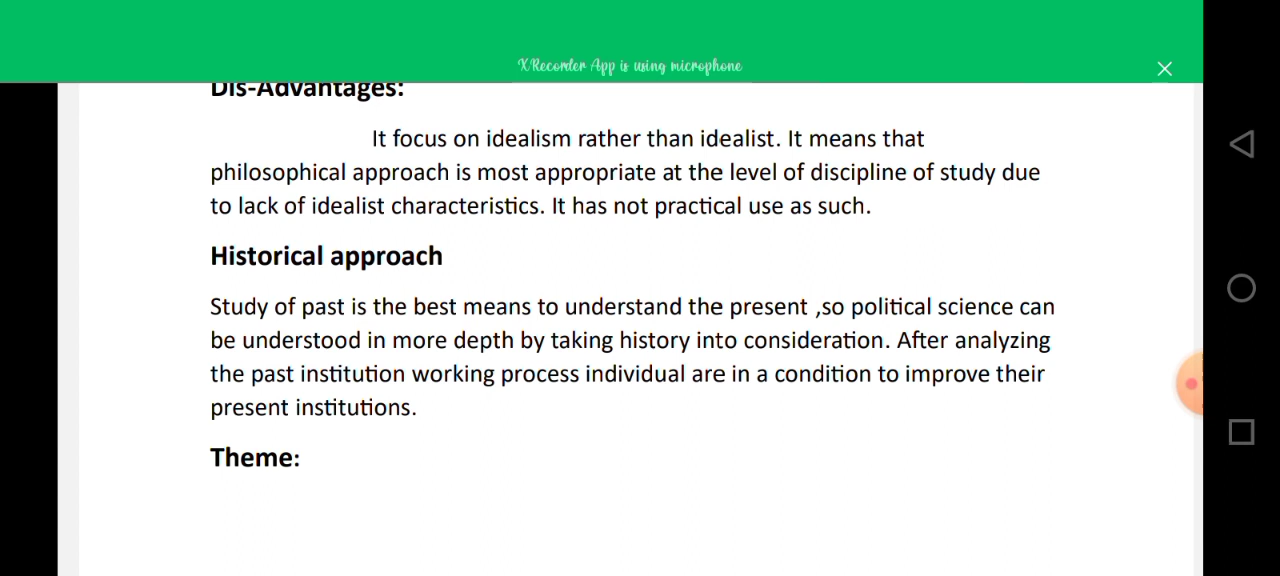 XRecorder App is using microphone
Dis-Advantages:
It focus on idealism rather than idealist. It means that
philosophical approach is most appropriate at the level of discipline of study due
to lack of idealist characteristics. It has not practical use as such.
Historical approach
Study of past is the best means to understand the present ,so political science can
be understood in more depth by taking history into consideration. After analyzing
the past institution working process individual are in a condition to improve their
present institutions.
Theme: